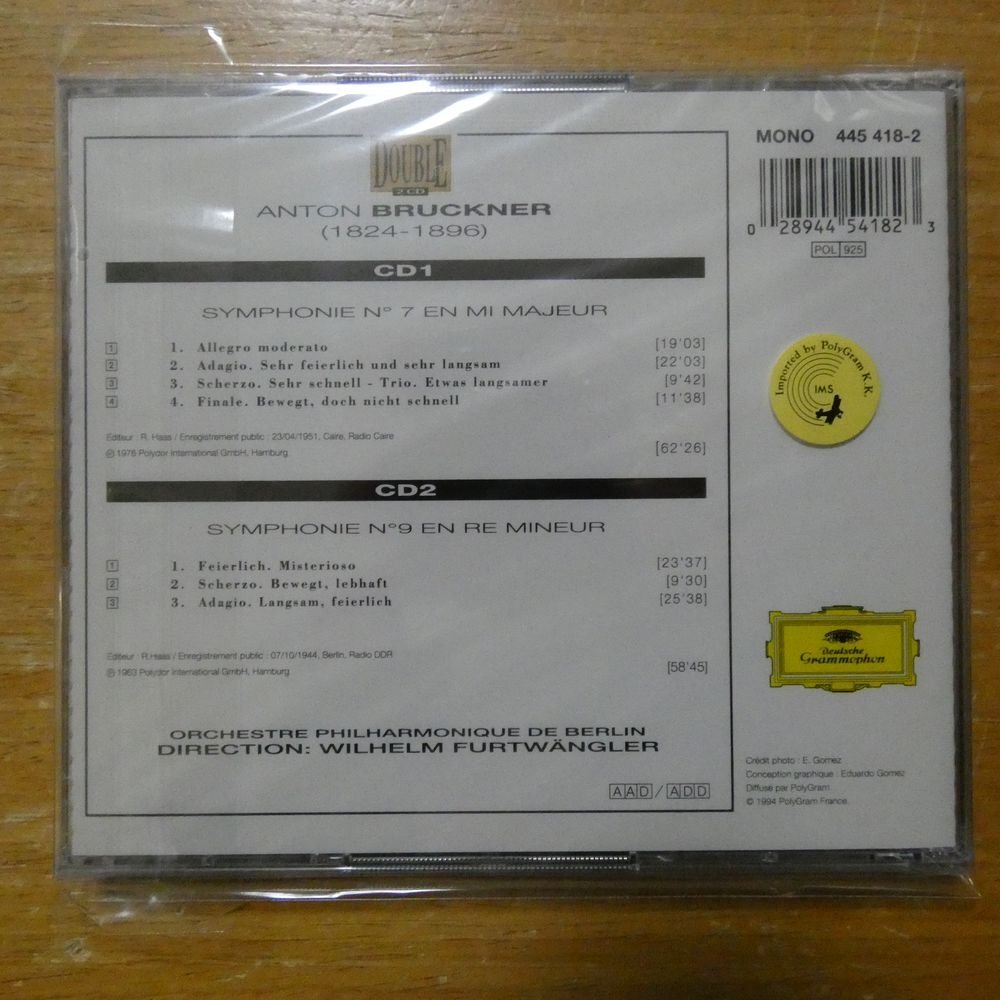 DOUBLE
2 CD
ANTON BRUCKNER
(1824-1896)
CD1
SYMPHONIE N° 7 EN MI MAJEUR
1 1. Allegro moderato [19'03]
2 2. Adagio. Sehr feierlich und sehr langsam [22'03]
3 3. Scherzo. Sehr schnell - Trio. Etwas langsamer [9'42]
4 4. Finale. Bewegt, doch nicht schnell [11'38]
Editeur : R. Haas / Enregistrement public : 23/04/1951, Caire, Radio Caire
℗ 1976 Polydor International GmbH, Hamburg [62'26]
CD2
SYMPHONIE N°9 EN RE MINEUR
1 1. Feierlich. Misterioso [23'37]
2 2. Scherzo. Bewegt, lebhaft [9'30]
3 3. Adagio. Langsam, feierlich [25'38]
Editeur : R.Haas / Enregistrement public : 07/10/1944, Berlin, Radio DDR
℗ 1963 Polydor International GmbH, Hamburg [58'45]
ORCHESTRE PHILHARMONIQUE DE BERLIN
DIRECTION: WILHELM FURTWÄNGLER
AAD / ADD
MONO 445 418-2
0 28944 54182 3
POL 925
Imported by PolyGram K.K.
IMS
Deutsche
Grammophon
Crédit photo : E. Gomez
Conception graphique : Eduardo Gomez
Diffusé par PolyGram
© 1994 PolyGram France.